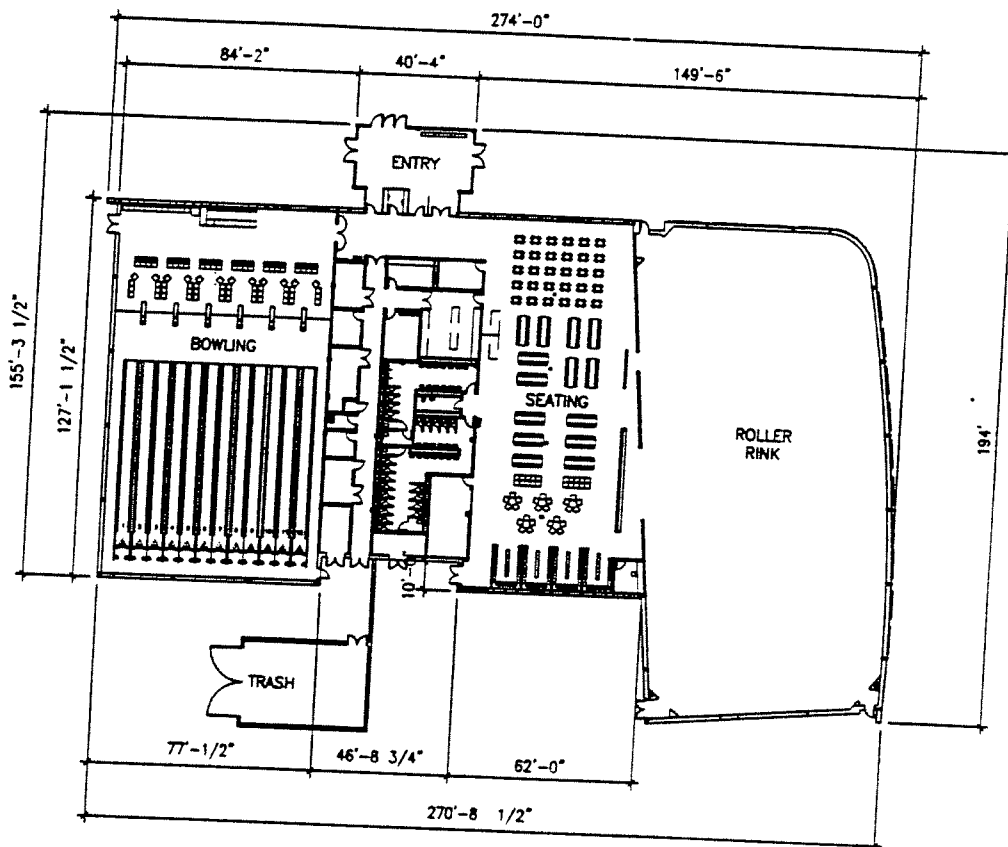 274'-0"
84'-2"
40'-4"
149'-6"
ENTRY
155'-3 1/2"
127'-1 1/2"
BOWLING
SEATING
ROLLER
RINK
194'
10'-
TRASH
77'-1/2"
46'-8 3/4"
62'-0"
270'-8 1/2"